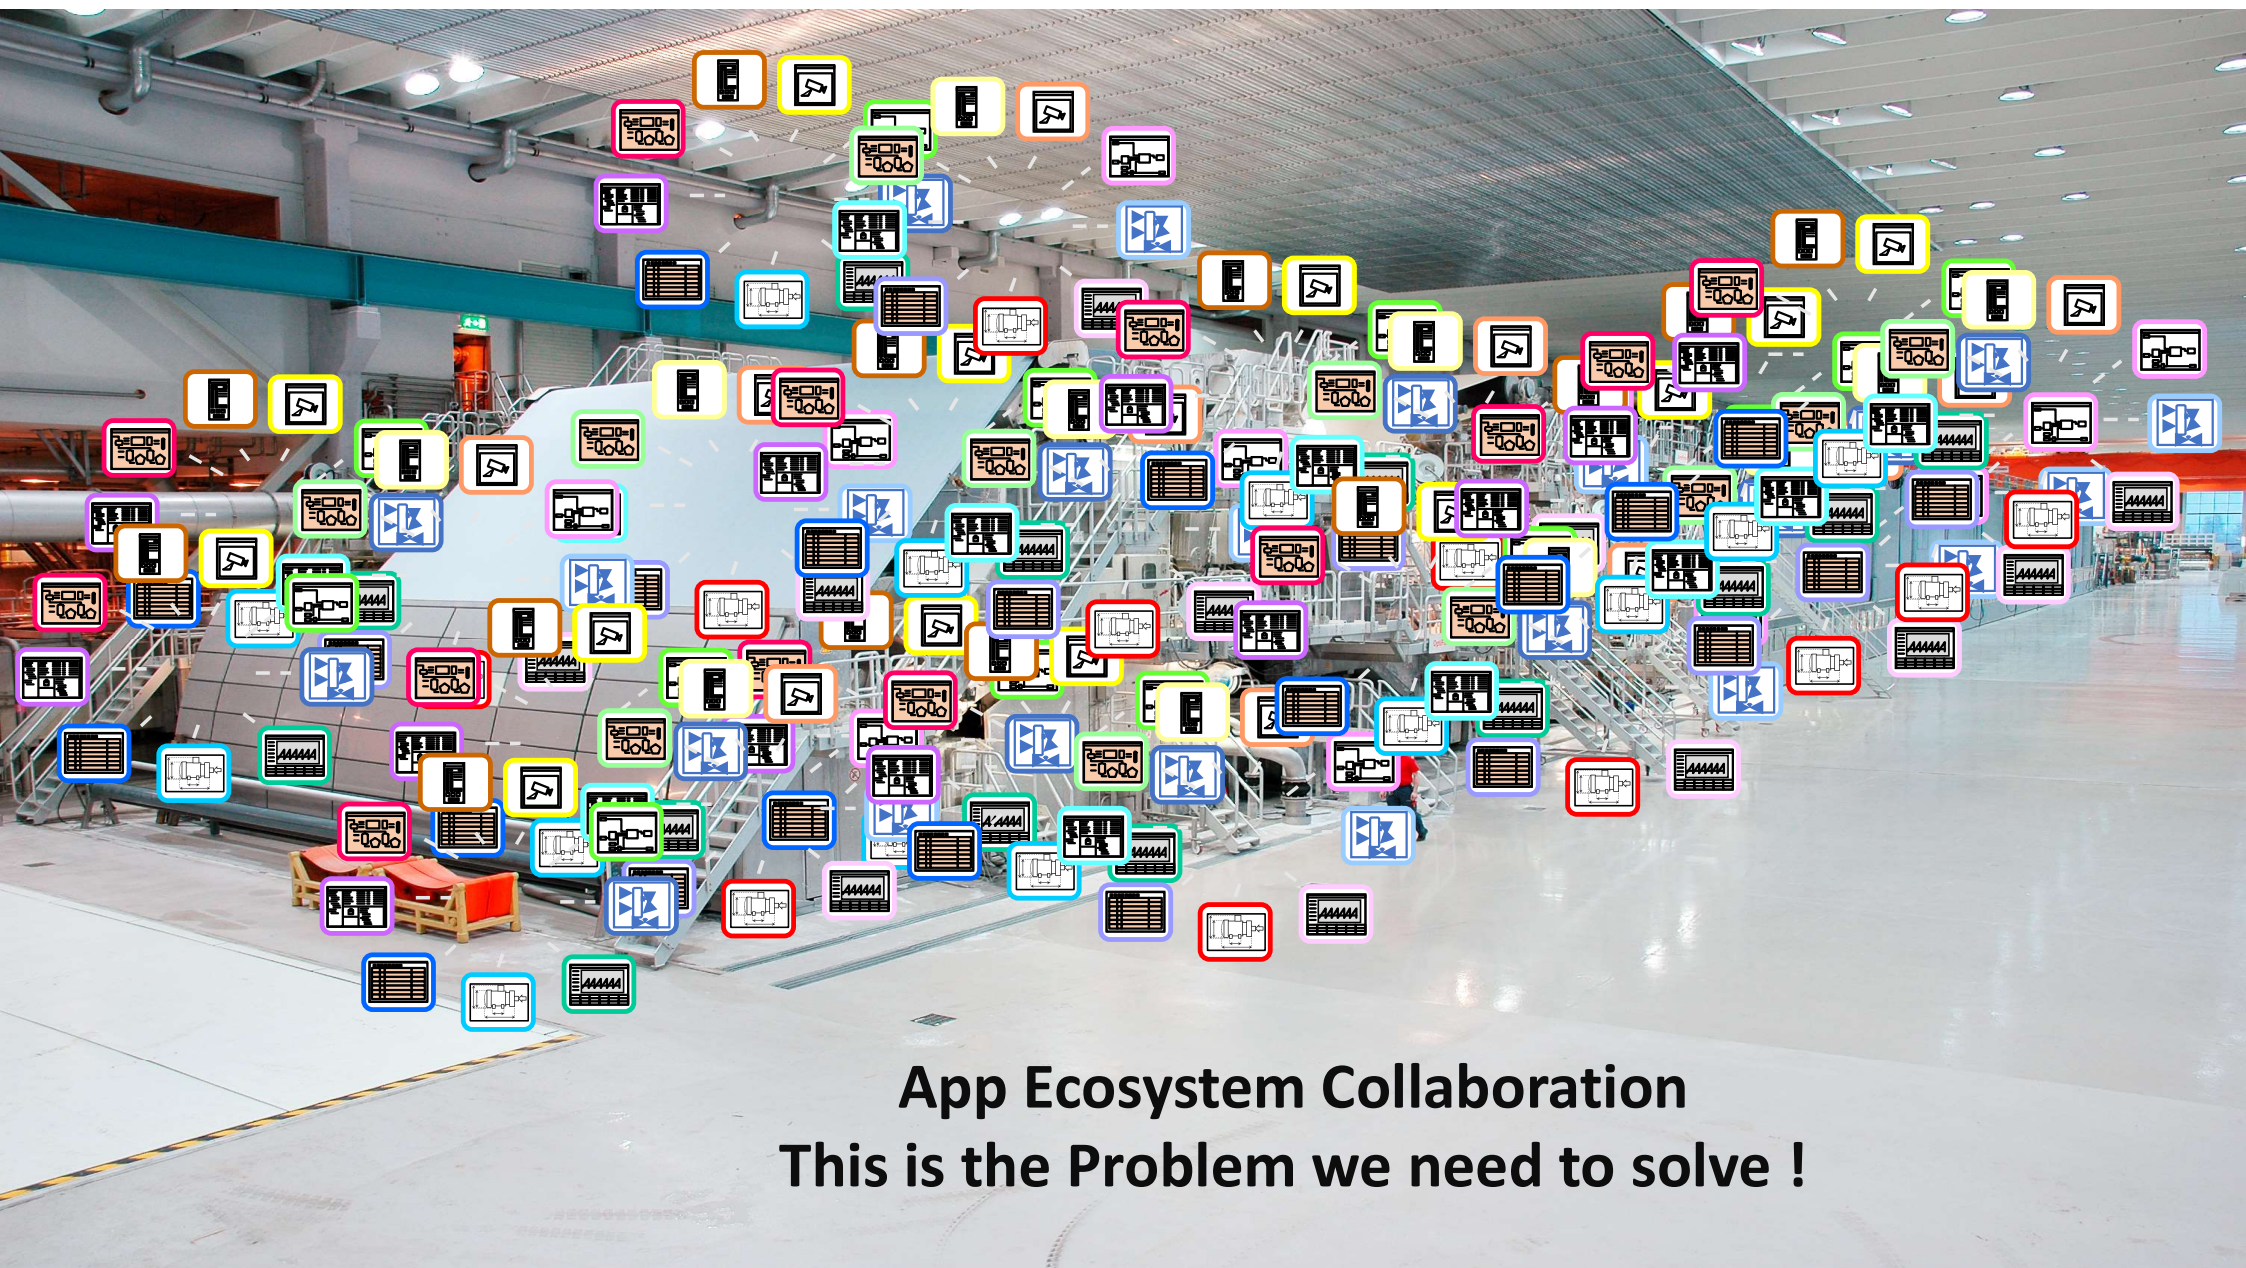 App Ecosystem Collaboration
This is the Problem we need to solve !